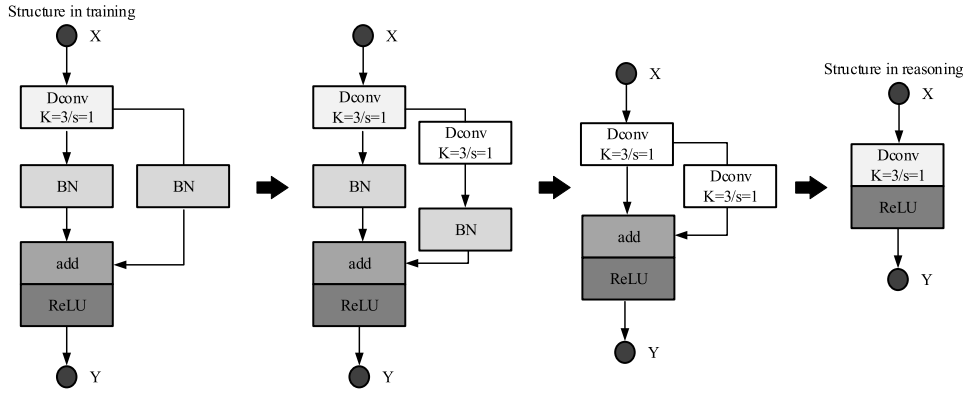 Structure in training
X
Dconv
K=3/s=1
BN
BN
add
ReLU
Y
X
Dconv
K=3/s=1
Dconv
K=3/s=1
BN
BN
add
ReLU
Y
X
Dconv
K=3/s=1
Dconv
K=3/s=1
add
ReLU
Y
Structure in reasoning
X
Dconv
K=3/s=1
ReLU
Y